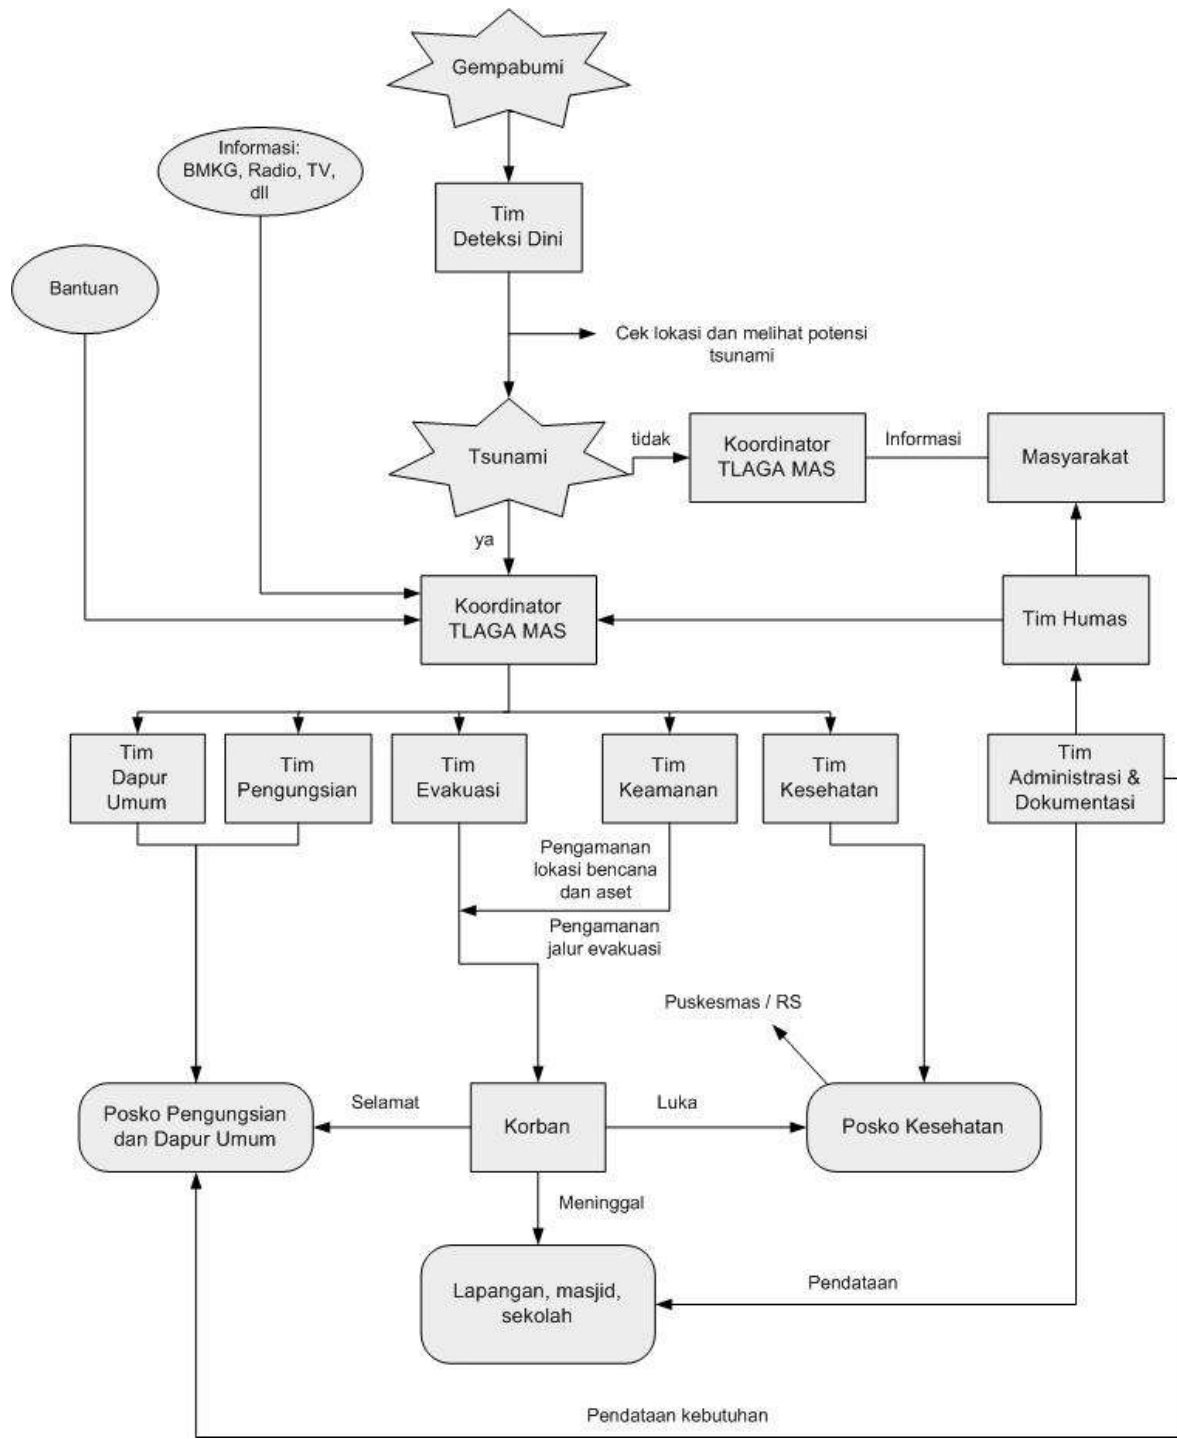 Gempabumi
Informasi:
BMKG, Radio, TV,
dll
Tim
Deteksi Dini
Bantuan
Cek lokasi dan melihat potensi
tsunami
Tsunami
tidak
Koordinator
TLAGA MAS
Informasi
Masyarakat
ya
Koordinator
TLAGA MAS
Tim Humas
Tim
Dapur
Umum
Tim
Pengungsian
Tim
Evakuasi
Tim
Keamanan
Tim
Kesehatan
Tim
Administrasi &
Dokumentasi
Pengamanan
lokasi bencana
dan aset
Pengamanan
jalur evakuasi
Puskesmas / RS
Posko Pengungsian
dan Dapur Umum
Selamat
Korban
Luka
Posko Kesehatan
Meninggal
Lapangan, masjid,
sekolah
Pendataan
Pendataan kebutuhan